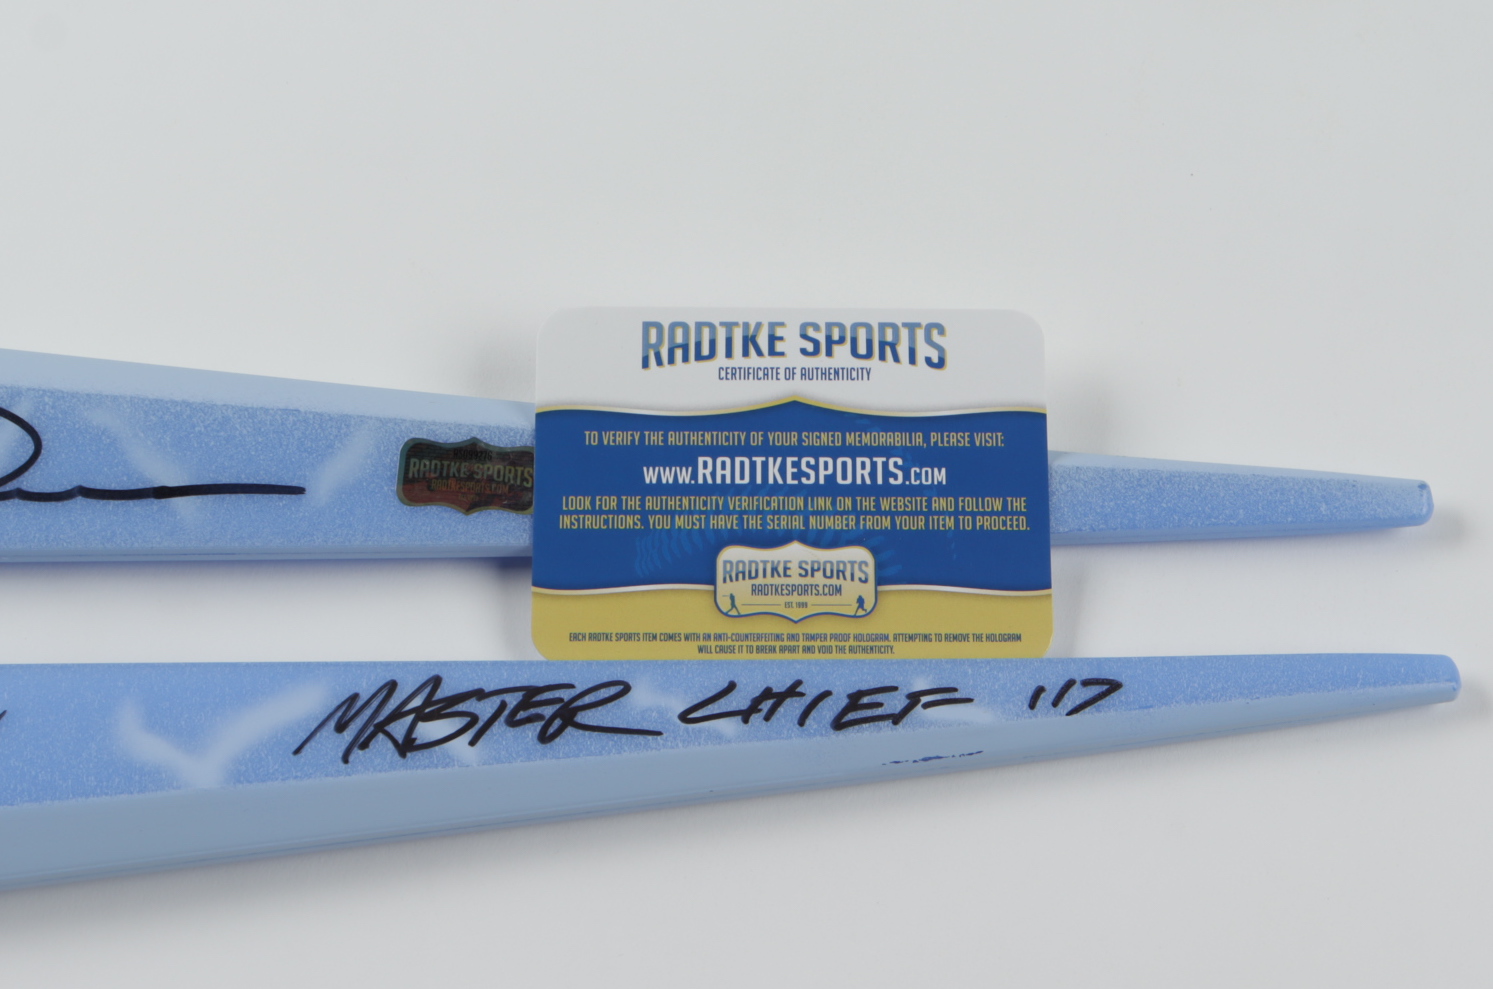 RADTKE SPORTS
CERTIFICATE OF AUTHENTICITY
TO VERIFY THE AUTHENTICITY OF YOUR SIGNED MEMORABILIA, PLEASE VISIT:
WWW.RADTKESPORTS.COM
LOOK FOR THE AUTHENTICITY VERIFICATION LINK ON THE WEBSITE AND FOLLOW THE
INSTRUCTIONS. YOU MUST HAVE THE SERIAL NUMBER FROM YOUR ITEM TO PROCEED.
RADTKE SPORTS
RADTKESPORTS.COM
EST. 1999
EACH RADTKE SPORTS ITEM COMES WITH AN ANTI-COUNTERFEITING AND TAMPER PROOF HOLOGRAM. ATTEMPTING TO REMOVE THE HOLOGRAM
WILL CAUSE IT TO BREAK APART AND VOID THE AUTHENTICITY.
RADTKE SPORTS
RADTKESPORTS.COM
MASTER CHIEF 117